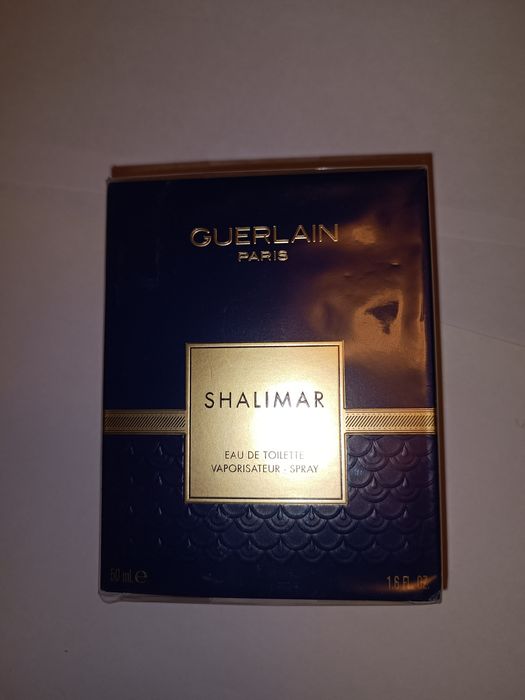 GUERLAIN
PARIS
SHALIMAR
EAU DE TOILETTE
VAPORISATEUR - SPRAY
50 ml. ℮
1.6 FL. OZ.